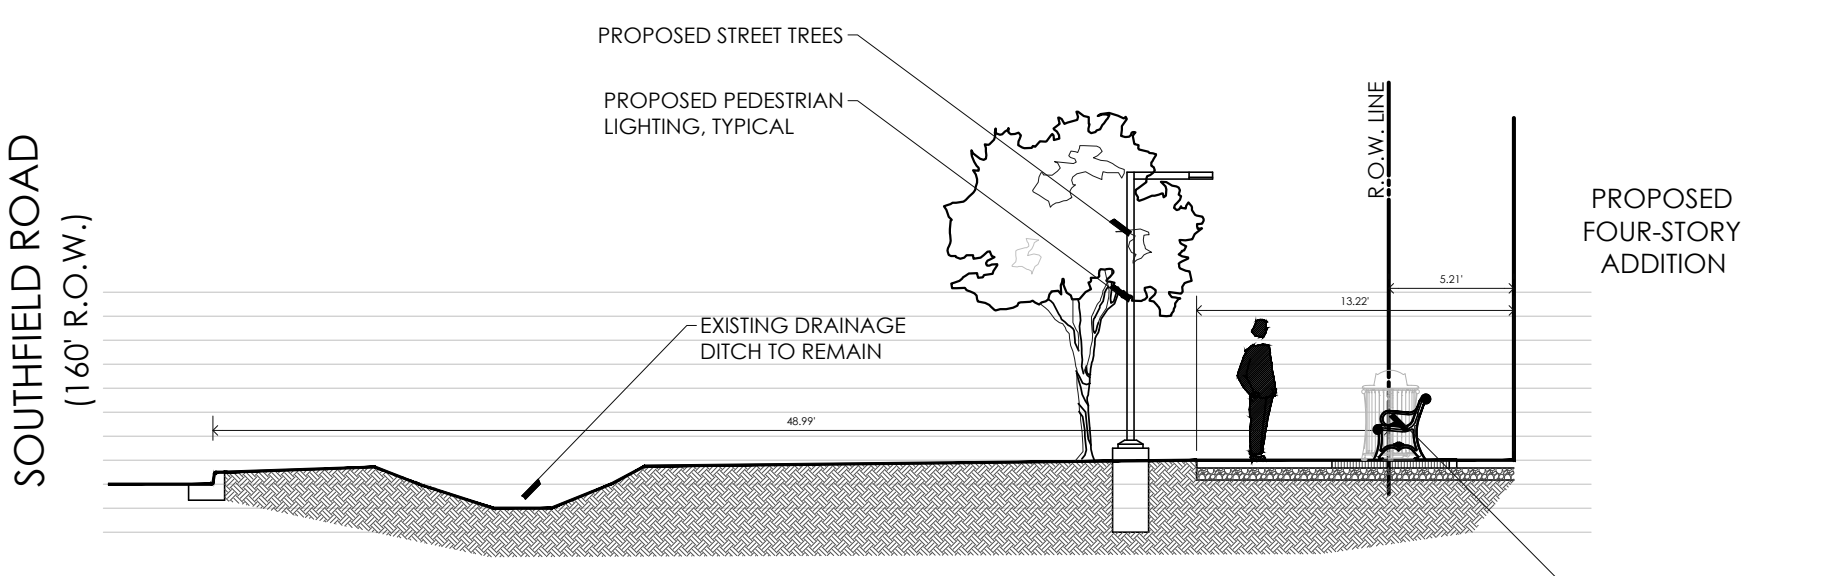 SOUTHFIELD ROAD
(160' R.O.W.)
PROPOSED STREET TREES
PROPOSED PEDESTRIAN
LIGHTING, TYPICAL
EXISTING DRAINAGE
DITCH TO REMAIN
48.99'
R.O.W. LINE
13.22'
5.21'
PROPOSED
FOUR-STORY
ADDITION